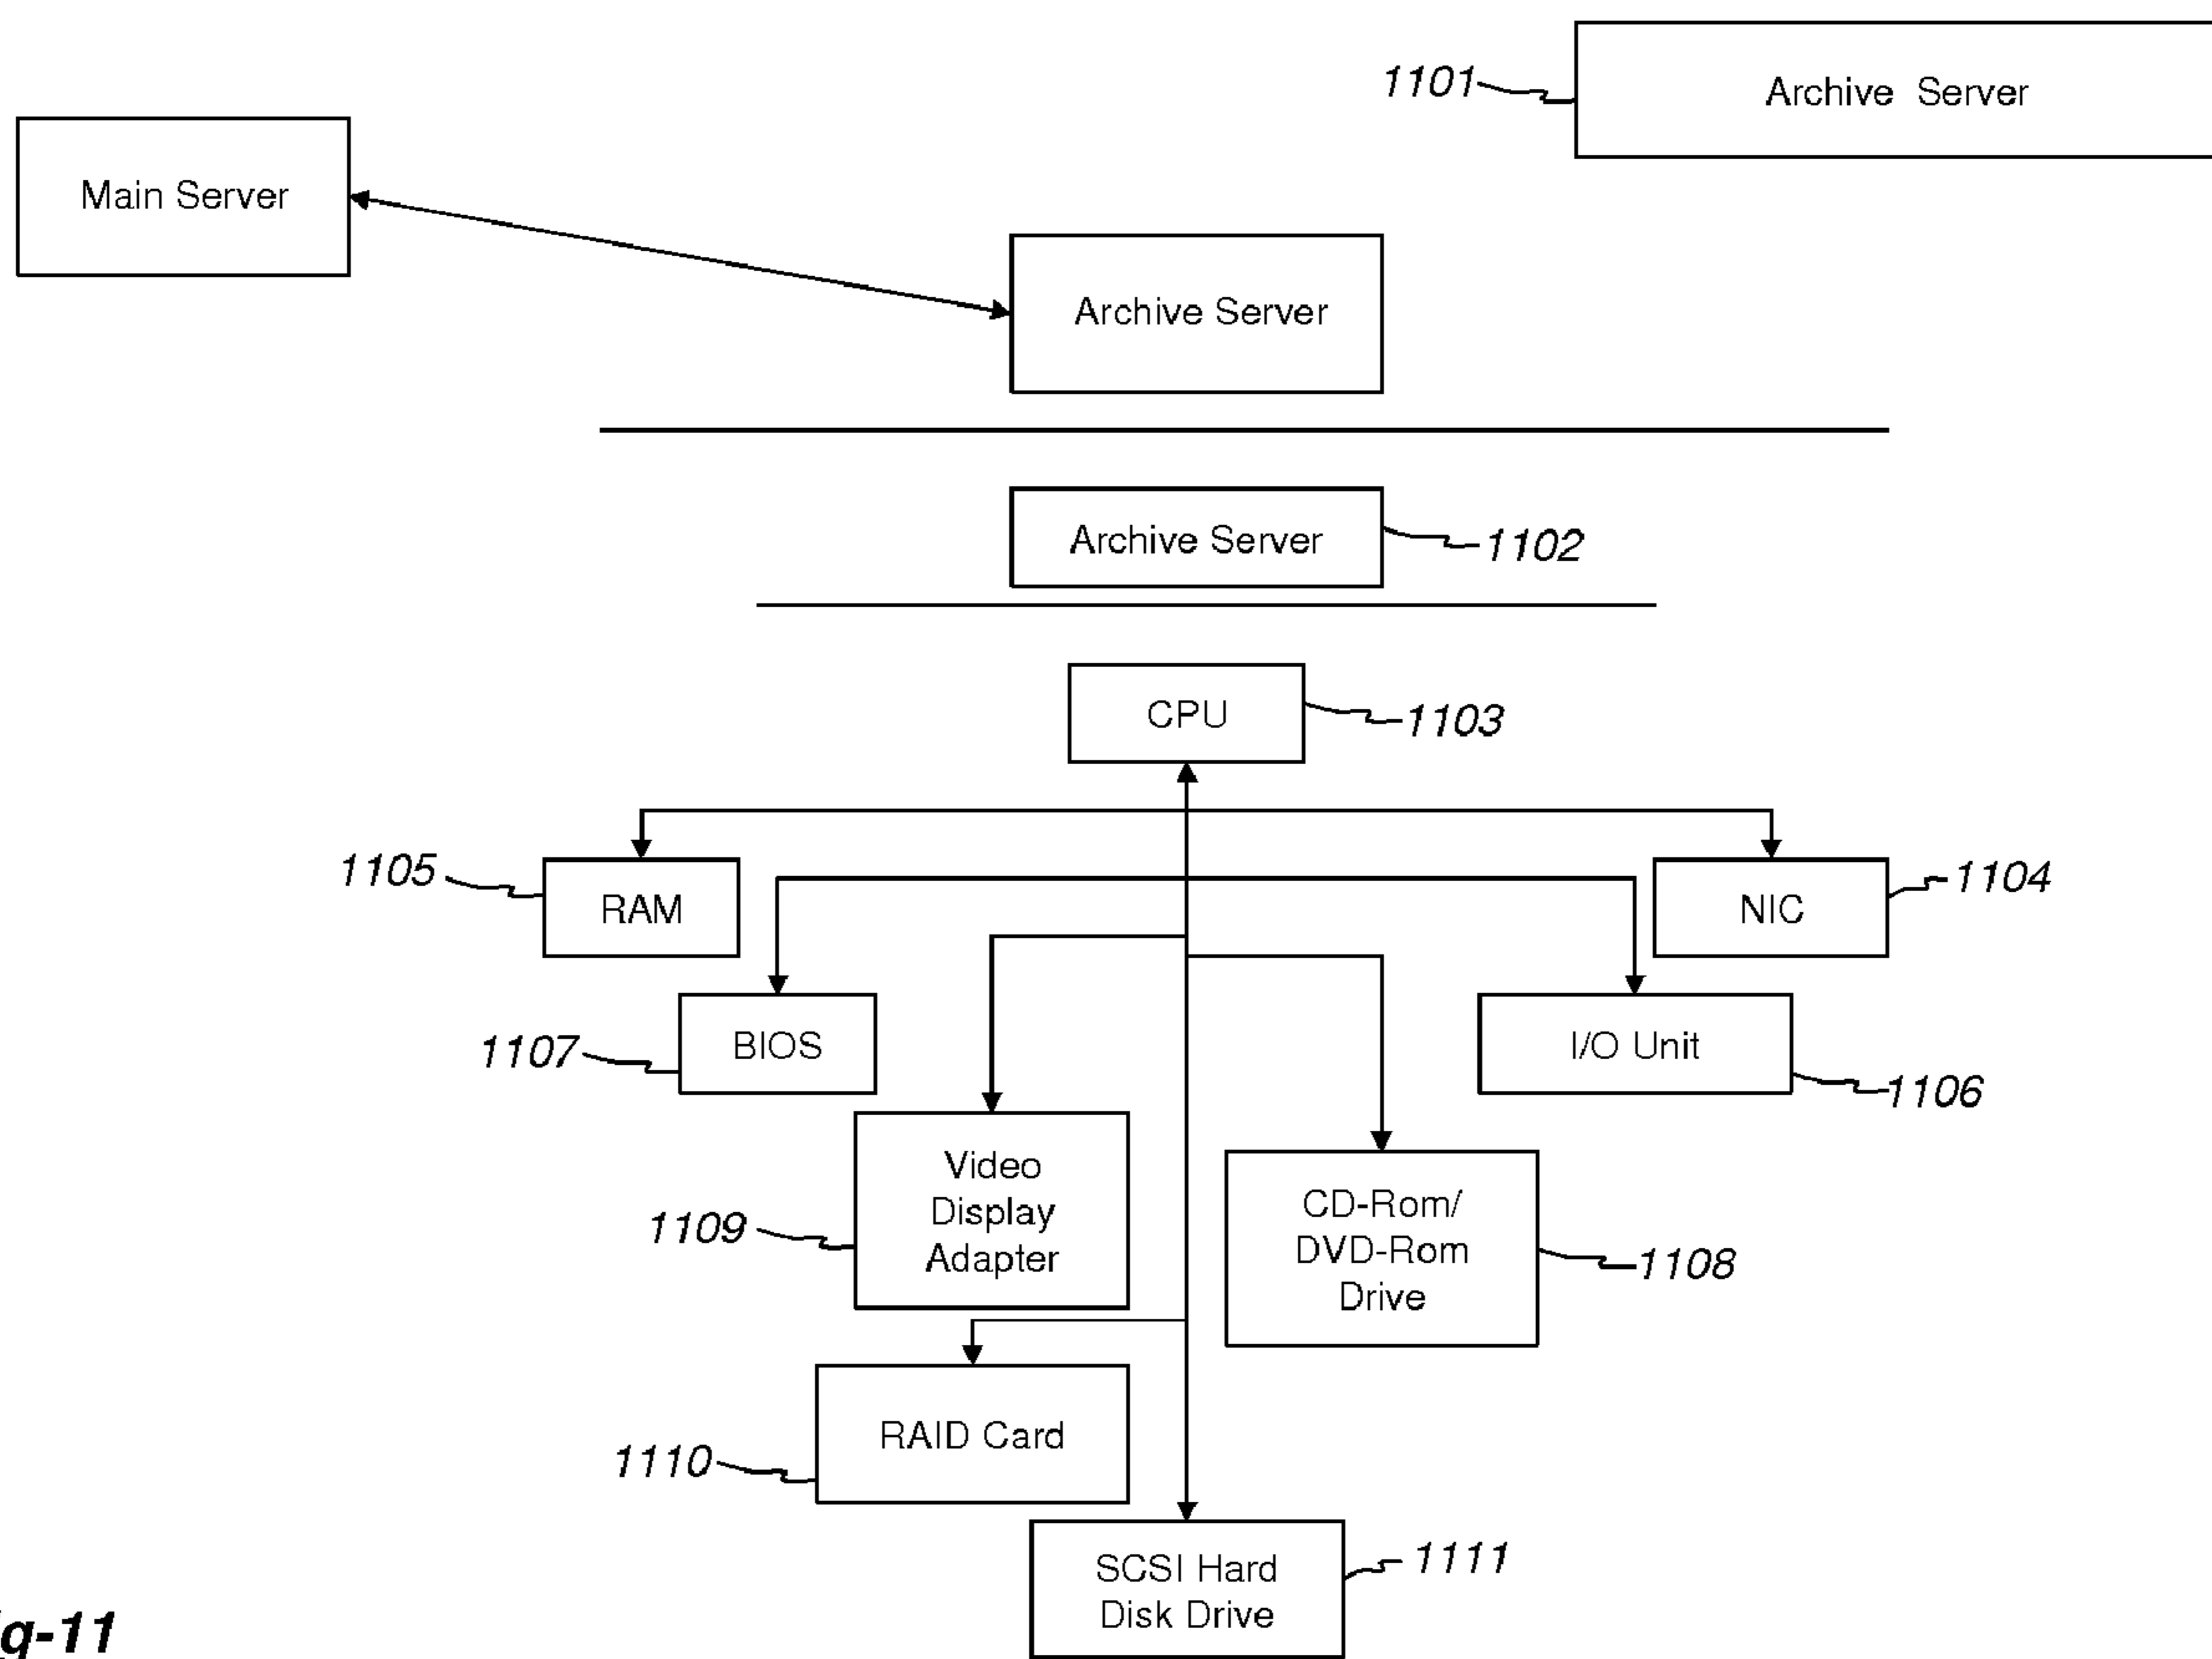 1101
Archive Server
Main Server
Archive Server
Archive Server
1102
CPU
1103
1105
RAM
NIC
1104
1107
BIOS
I/O Unit
1106
1109
Video
Display
Adapter
CD-Rom/
DVD-Rom
Drive
1108
1110
RAID Card
SCSI Hard
Disk Drive
1111
g-11